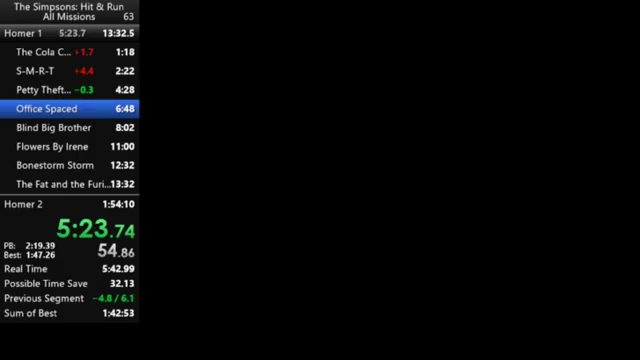 The Simpsons: Hit & Run
All Missions 63
Homer 1 5:23.7 13:32.5
The Cola C... +1.7 1:18
S-M-R-T +4.4 2:22
Petty Theft... −0.3 4:28
Office Spaced 6:48
Blind Big Brother 8:02
Flowers By Irene 11:00
Bonestorm Storm 12:32
The Fat and the Furi... 13:32
Homer 2 1:54:10
5:23.74
PB: 2:19.39
Best: 1:47.26 54.86
Real Time 5:42.99
Possible Time Save 32.13
Previous Segment −4.8 / 6.1
Sum of Best 1:42:53